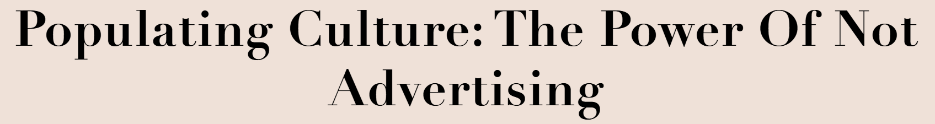 Populating Culture: The Power Of Not
Advertising